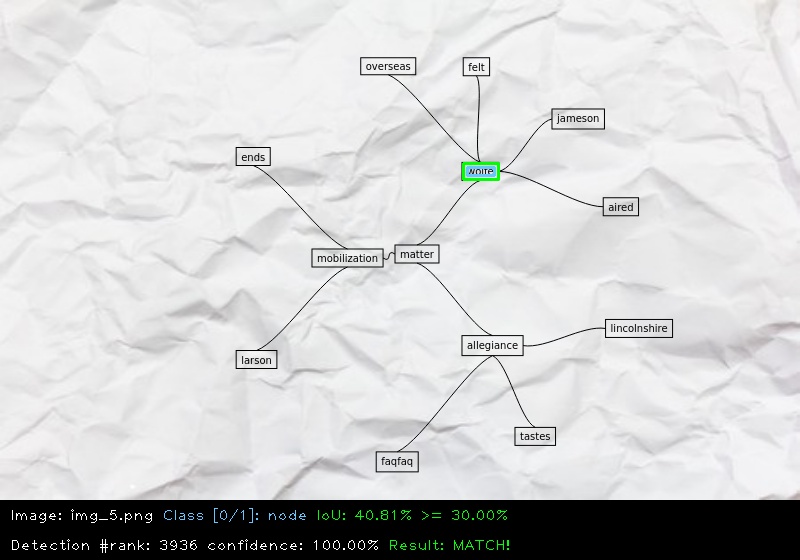 overseas
felt
jameson
ends
aired
matter
mobilization
lincolnshire
allegiance
larson
tastes
faqfaq
Image: img_5.png Class [0/1]: node IoU: 40.81% >= 30.00%
Detection #rank: 3936 confidence: 100.00% Result: MATCH!